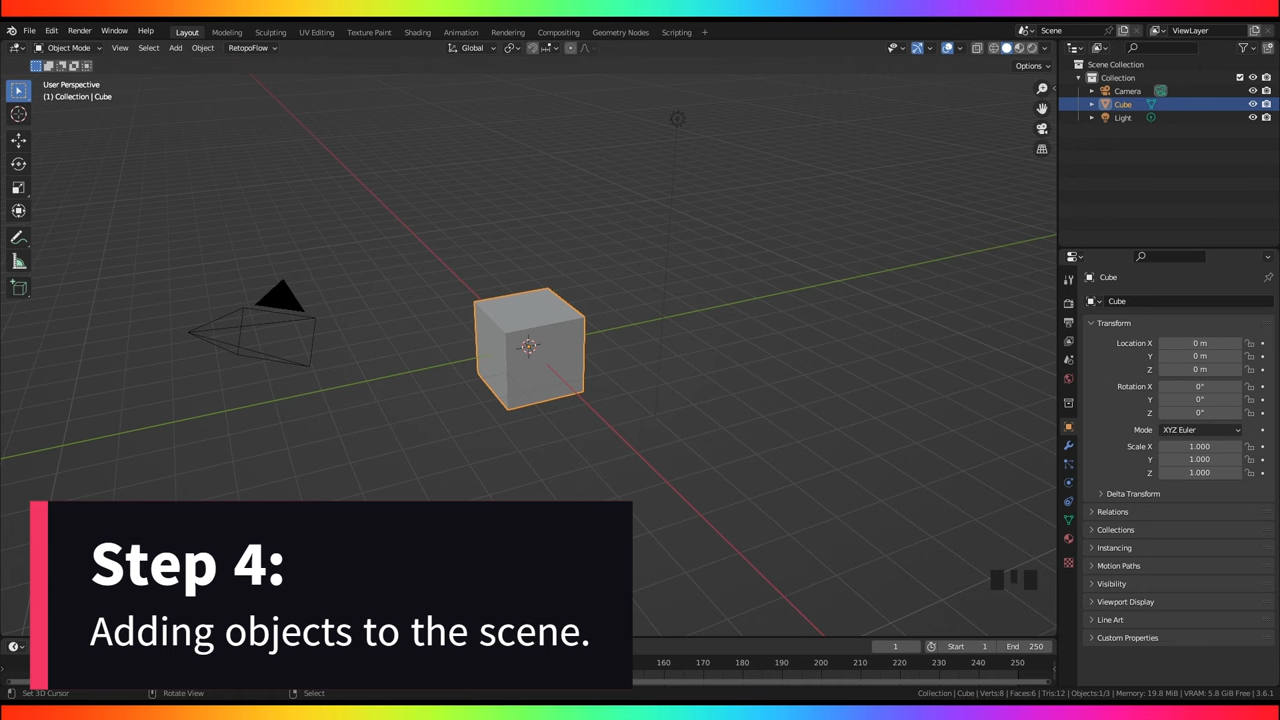 File Edit Render Window Help Layout Modeling Sculpting UV Editing Texture Paint Shading Animation Rendering Compositing Geometry Nodes Scripting + Scene ViewLayer
Object Mode View Select Add Object RetopoFlow Global
Options
User Perspective
(1) Collection | Cube
Scene Collection
Collection
Camera
Cube
Light
Cube
Cube
Transform
Location X 0 m
Y 0 m
Z 0 m
Rotation X 0°
Y 0°
Z 0°
Mode XYZ Euler
Scale X 1.000
Y 1.000
Z 1.000
Delta Transform
Relations
Collections
Instancing
Motion Paths
Visibility
Viewport Display
Line Art
Custom Properties
Step 4:
Adding objects to the scene.
1 Start 1 End 250
160 170 180 190 200 210 220 230 240 250
Set 3D Cursor Rotate View Select Collection | Cube | Verts:8 | Faces:6 | Tris:12 | Objects:1/3 | Memory: 19.8 MiB | VRAM: 5.8 GiB Free | 3.6.1